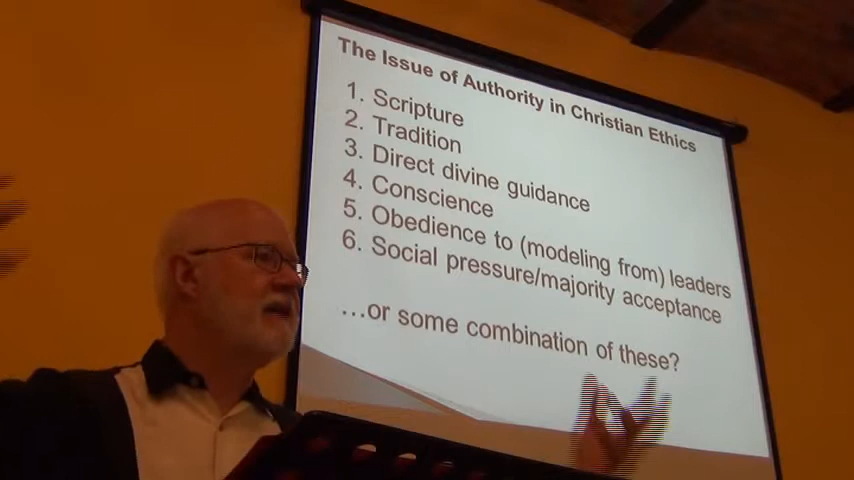 The Issue of Authority in Christian Ethics
1. Scripture
2. Tradition
3. Direct divine guidance
4. Conscience
5. Obedience to (modeling from) leaders
6. Social pressure/majority acceptance
…or some combination of these?